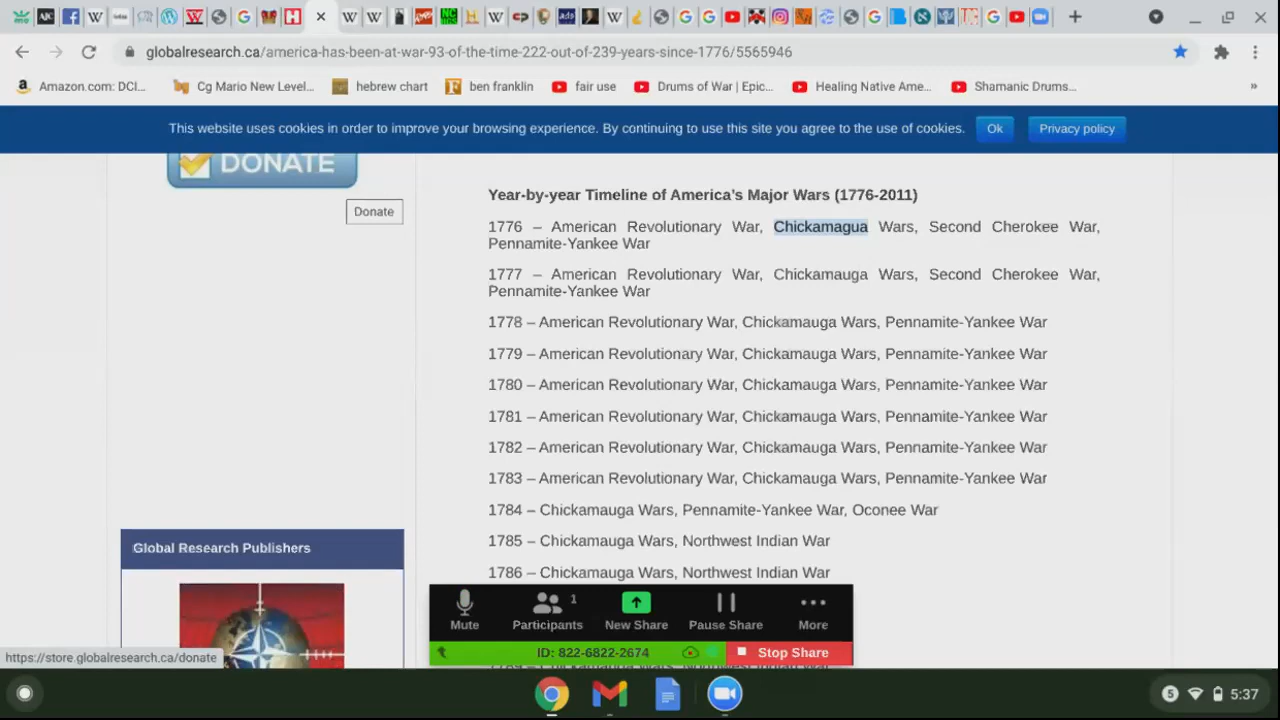 globalresearch.ca/america-has-been-at-war-93-of-the-time-222-out-of-239-years-since-1776/5565946
Amazon.com: DCI...
Cg Mario New Level...
hebrew chart
ben franklin
fair use
Drums of War | Epic...
Healing Native Ame...
Shamanic Drums...
»
This website uses cookies in order to improve your browsing experience. By continuing to use this site you agree to the use of cookies. Ok Privacy policy
DONATE
Donate
Year-by-year Timeline of America's Major Wars (1776-2011)
1776 – American Revolutionary War, Chickamagua Wars, Second Cherokee War,
Pennamite-Yankee War
1777 – American Revolutionary War, Chickamauga Wars, Second Cherokee War,
Pennamite-Yankee War
1778 – American Revolutionary War, Chickamauga Wars, Pennamite-Yankee War
1779 – American Revolutionary War, Chickamauga Wars, Pennamite-Yankee War
1780 – American Revolutionary War, Chickamauga Wars, Pennamite-Yankee War
1781 – American Revolutionary War, Chickamauga Wars, Pennamite-Yankee War
1782 – American Revolutionary War, Chickamauga Wars, Pennamite-Yankee War
1783 – American Revolutionary War, Chickamauga Wars, Pennamite-Yankee War
1784 – Chickamauga Wars, Pennamite-Yankee War, Oconee War
1785 – Chickamauga Wars, Northwest Indian War
1786 – Chickamauga Wars, Northwest Indian War
Global Research Publishers
Mute
Participants 1
New Share
Pause Share
More
ID: 822-6822-2674
Stop Share
https://store.globalresearch.ca/donate
5 5:37